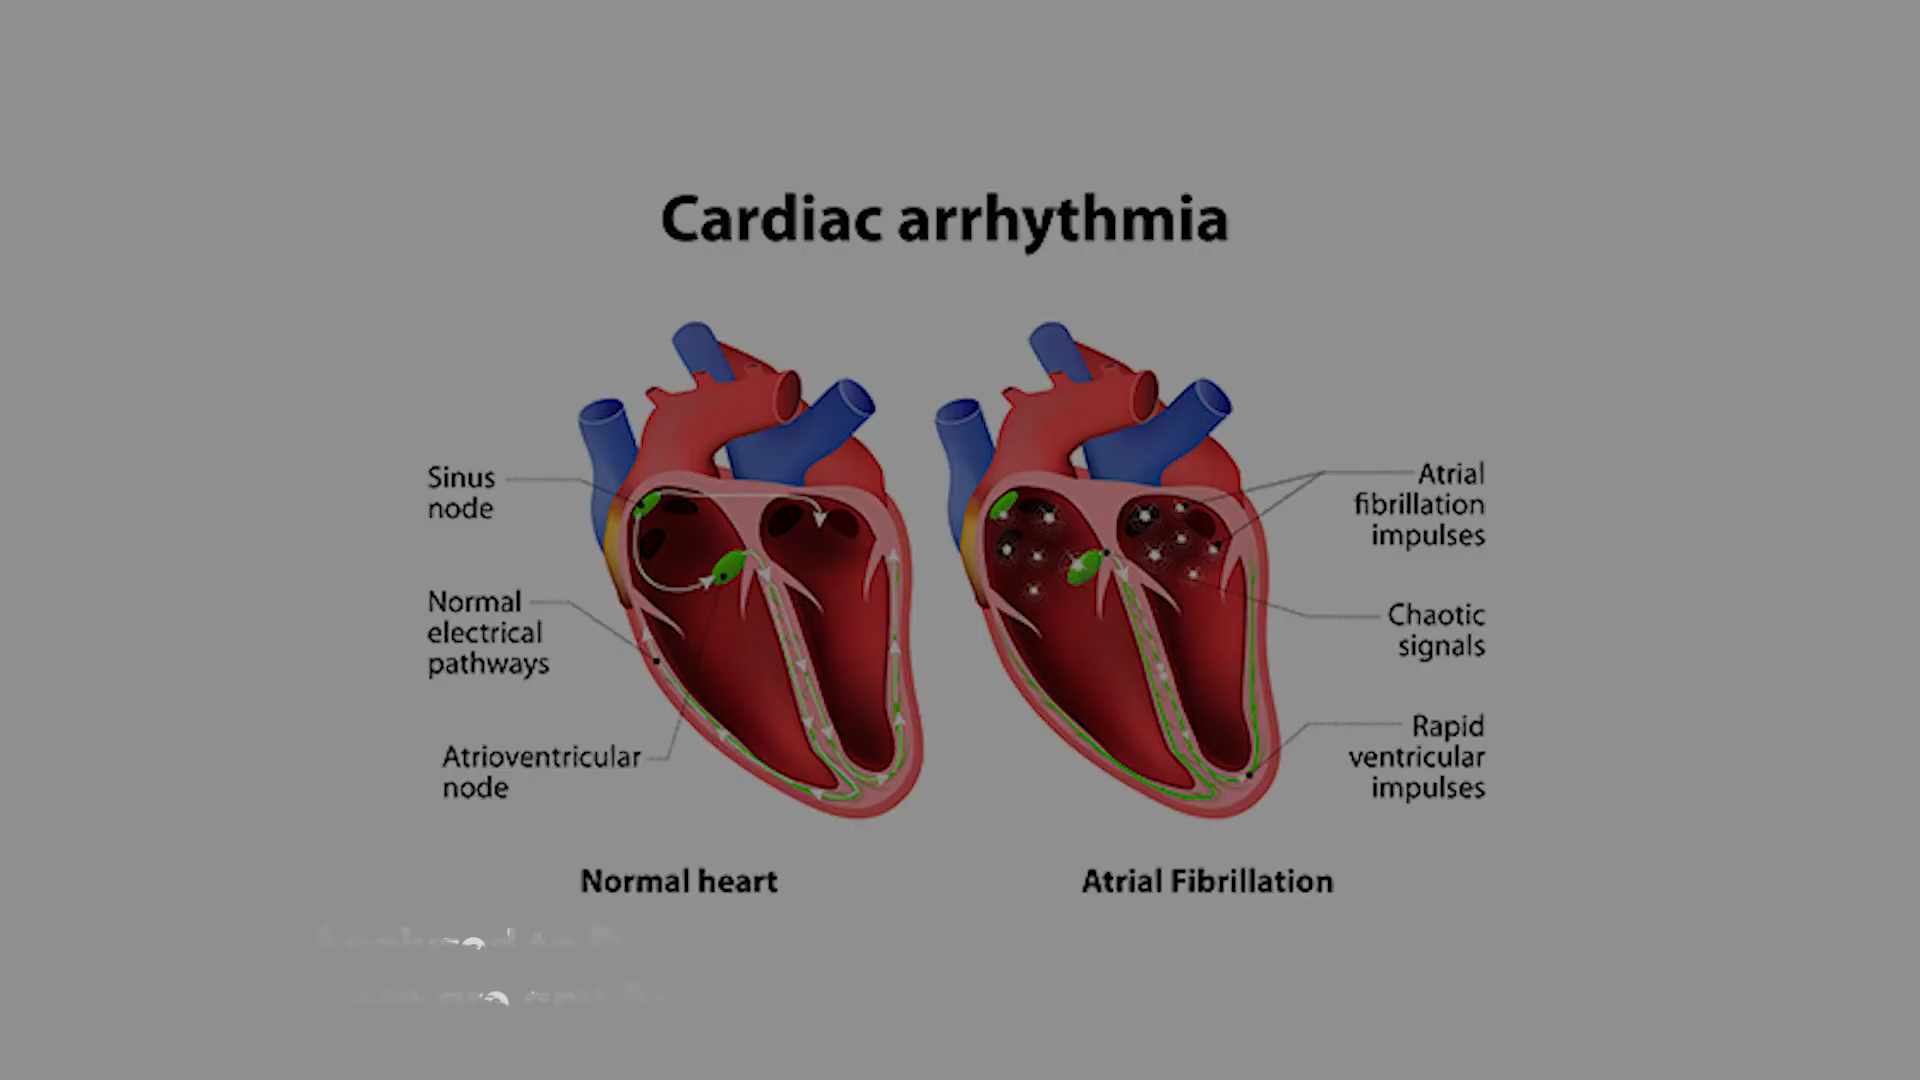 Cardiac arrhythmia
Sinus
node
Normal
electrical
pathways
Atrioventricular
node
Atrial
fibrillation
impulses
Chaotic
signals
Rapid
ventricular
impulses
Normal heart
Atrial Fibrillation